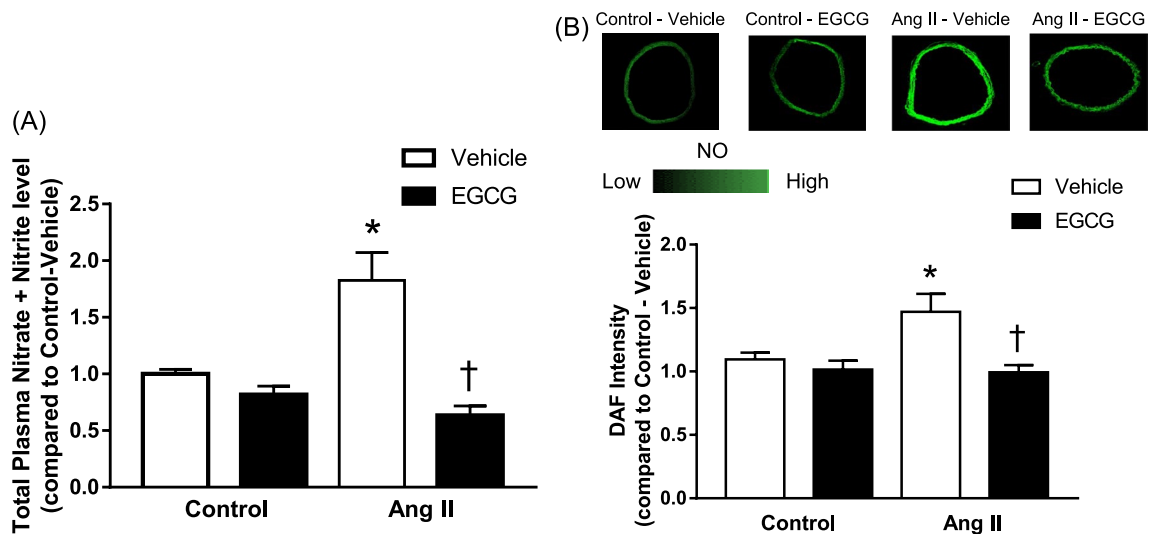 (A)
Vehicle
EGCG
Total Plasma Nitrate + Nitrite level
(compared to Control-Vehicle)
2.5
2.0
1.5
1.0
0.5
0.0
*
†
Control
Ang II
(B)
Control - Vehicle
Control - EGCG
Ang II - Vehicle
Ang II - EGCG
NO
Low
High
Vehicle
EGCG
DAF Intensity
(compared to Control - Vehicle)
2.0
1.5
1.0
0.5
0.0
*
†
Control
Ang II